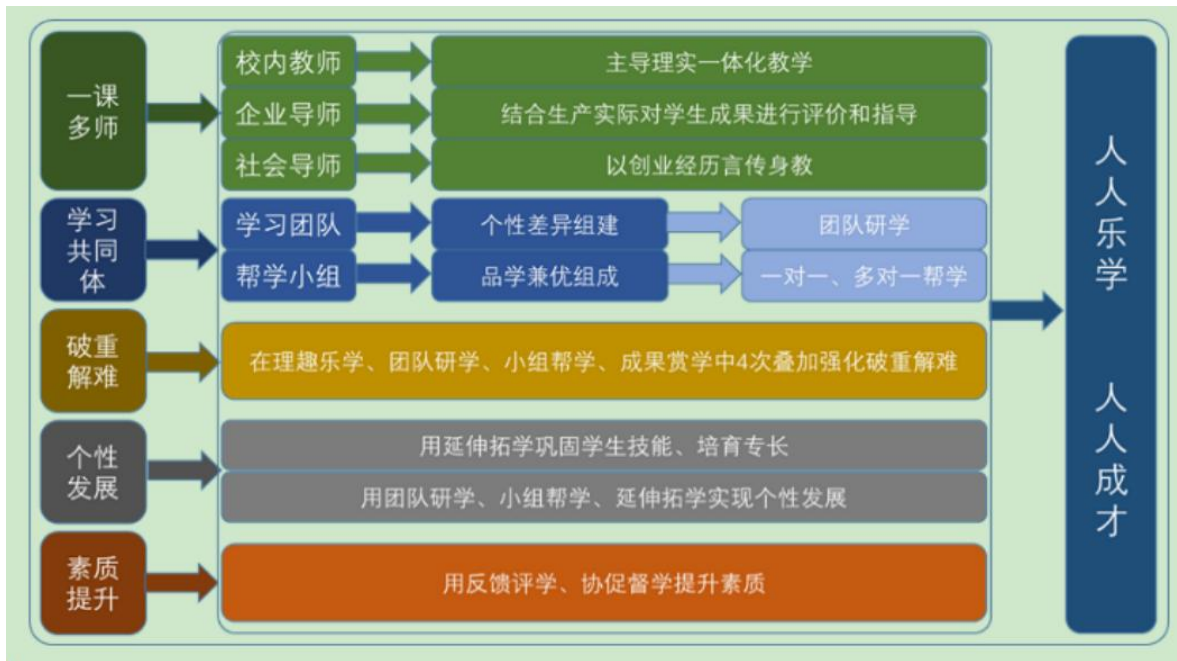 一课
多师
校内教师
主导理实一体化教学
企业导师
结合生产实际对学生成果进行评价和指导
社会导师
以创业经历言传身教
学习
共同
体
学习团队
个性差异组建
团队研学
帮学小组
品学兼优组成
一对一、多对一帮学
破重
解难
在理趣乐学、团队研学、小组帮学、成果赏学中4次叠加强化破重解难
个性
发展
用延伸拓学巩固学生技能、培育专长
用团队研学、小组帮学、延伸拓学实现个性发展
素质
提升
用反馈评学、协促督学提升素质
人人乐学
人人成才